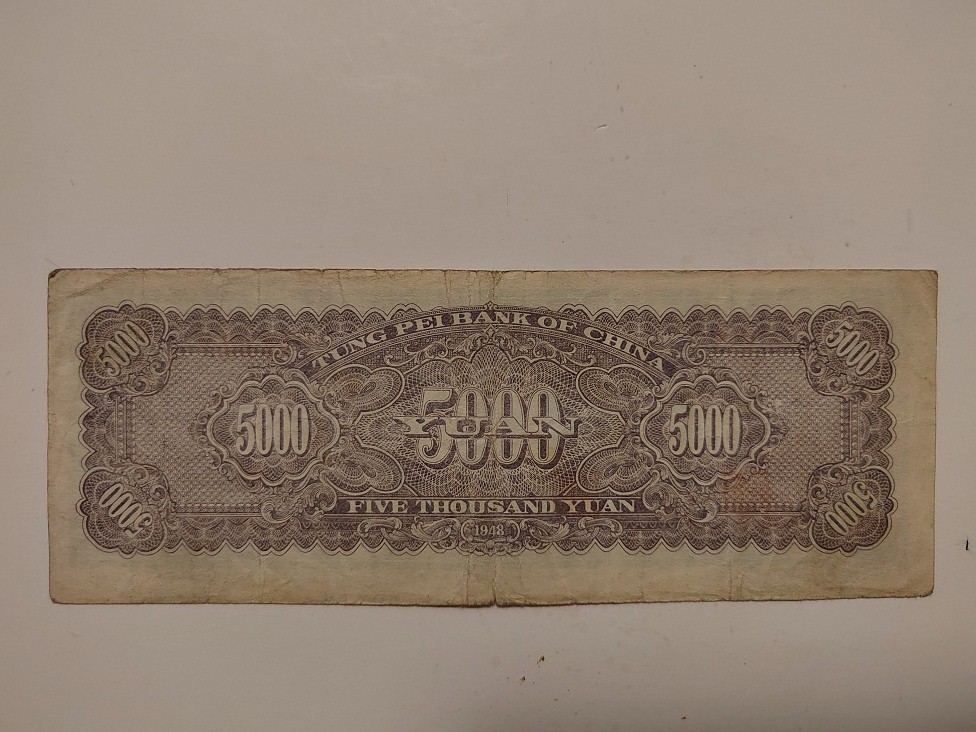 TUNG PEI BANK OF CHINA
5000 5000
5000 5000 YUAN 5000
5000 5000
FIVE THOUSAND YUAN
1948